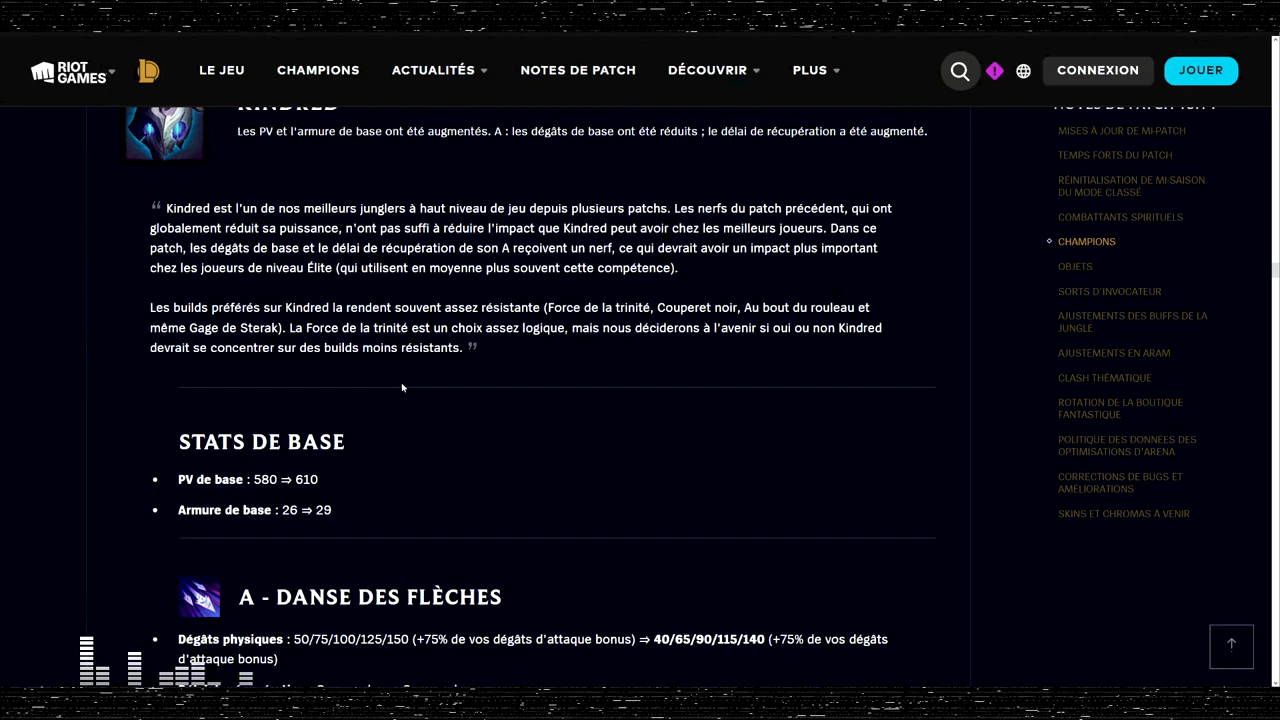 RIOT GAMES
LE JEU
CHAMPIONS
ACTUALITÉS
NOTES DE PATCH
DÉCOUVRIR
PLUS
CONNEXION
JOUER
KINDRED
Les PV et l'armure de base ont été augmentés. A : les dégâts de base ont été réduits ; le délai de récupération a été augmenté.
“ Kindred est l'un de nos meilleurs junglers à haut niveau de jeu depuis plusieurs patchs. Les nerfs du patch précédent, qui ont
globalement réduit sa puissance, n'ont pas suffi à réduire l'impact que Kindred peut avoir chez les meilleurs joueurs. Dans ce
patch, les dégâts de base et le délai de récupération de son A reçoivent un nerf, ce qui devrait avoir un impact plus important
chez les joueurs de niveau Élite (qui utilisent en moyenne plus souvent cette compétence).
Les builds préférés sur Kindred la rendent souvent assez résistante (Force de la trinité, Couperet noir, Au bout du rouleau et
même Gage de Sterak). La Force de la trinité est un choix assez logique, mais nous déciderons à l'avenir si oui ou non Kindred
devrait se concentrer sur des builds moins résistants. ”
STATS DE BASE
• PV de base : 580 ⇒ 610
• Armure de base : 26 ⇒ 29
A - DANSE DES FLÈCHES
• Dégâts physiques : 50/75/100/125/150 (+75% de vos dégâts d'attaque bonus) ⇒ 40/65/90/115/140 (+75% de vos dégâts
d'attaque bonus)
NOTES DE PATCH
MISES À JOUR DE MI-PATCH
TEMPS FORTS DU PATCH
RÉINITIALISATION DE MI-SAISON
DU MODE CLASSÉ
COMBATTANTS SPIRITUELS
CHAMPIONS
OBJETS
SORTS D'INVOCATEUR
AJUSTEMENTS DES BUFFS DE LA
JUNGLE
AJUSTEMENTS EN ARAM
CLASH THÉMATIQUE
ROTATION DE LA BOUTIQUE
FANTASTIQUE
POLITIQUE DES DONNÉES DES
OPTIMISATIONS D'ARENA
CORRECTIONS DE BUGS ET
AMÉLIORATIONS
SKINS ET CHROMAS À VENIR